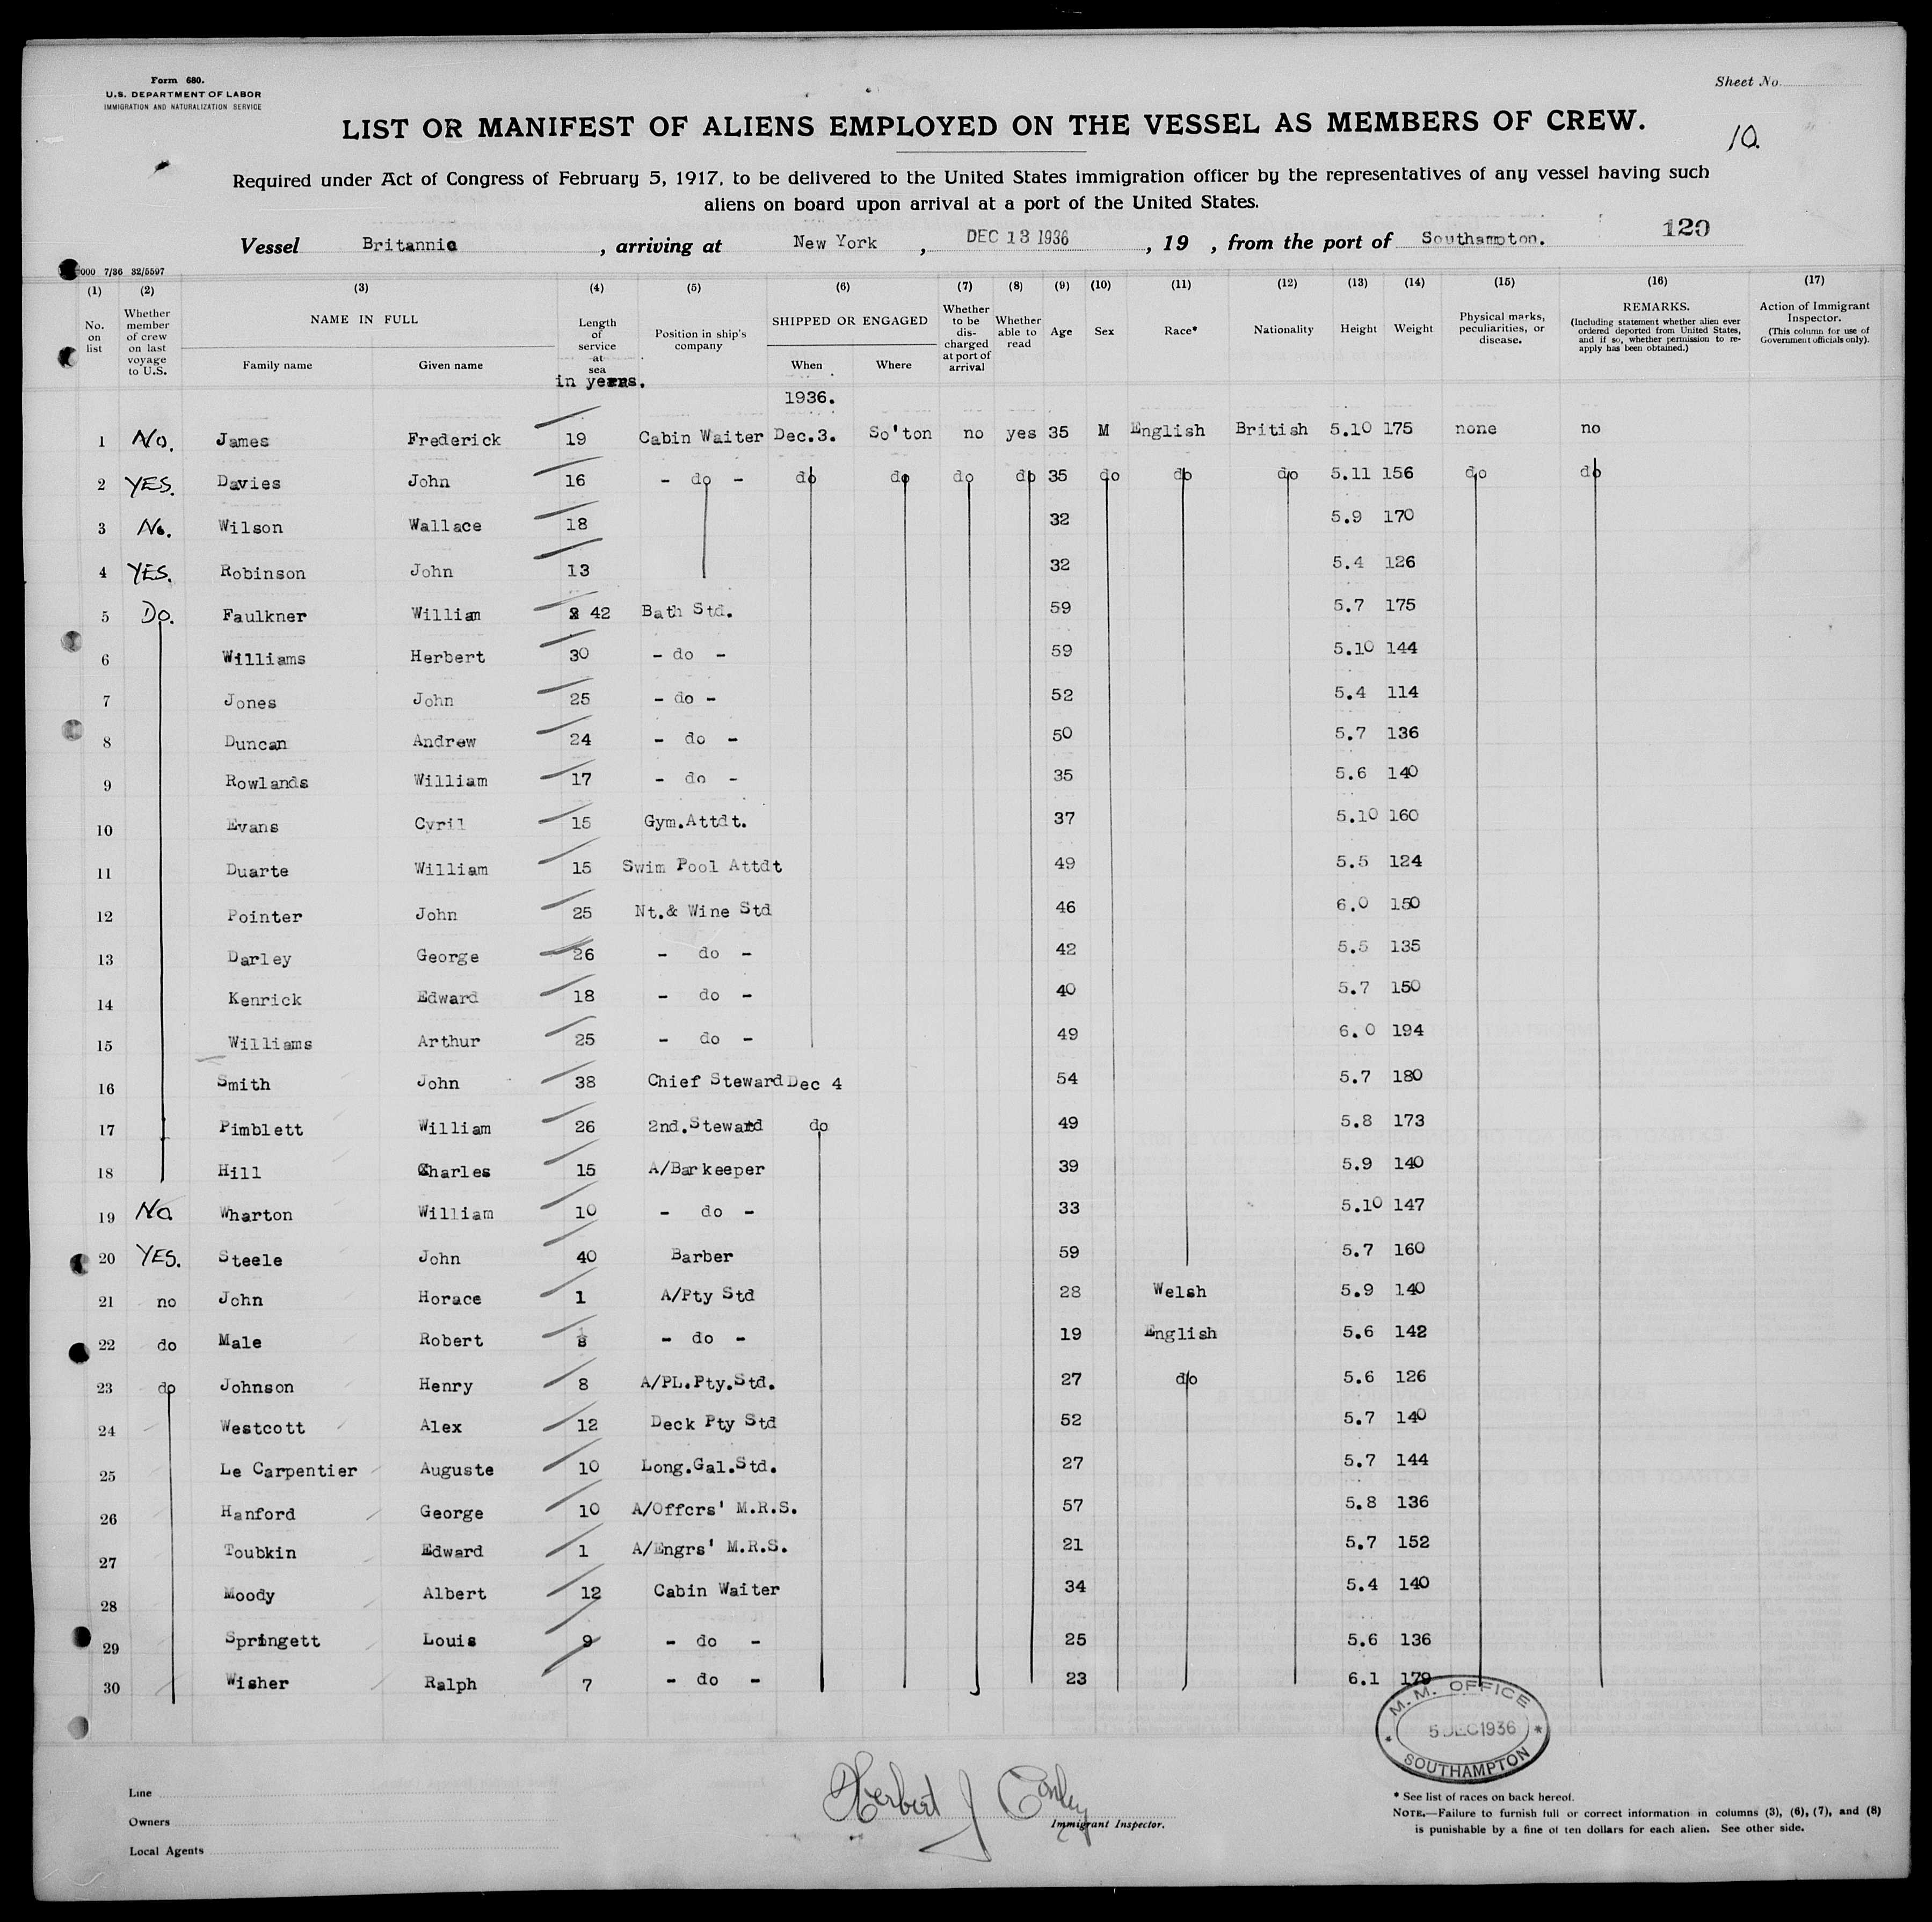 Form 680.
U.S. DEPARTMENT OF LABOR
IMMIGRATION AND NATURALIZATION SERVICE
Sheet No.
LIST OR MANIFEST OF ALIENS EMPLOYED ON THE VESSEL AS MEMBERS OF CREW.
10.
Required under Act of Congress of February 5, 1917, to be delivered to the United States immigration officer by the representatives of any vessel having such
aliens on board upon arrival at a port of the United States.
120
Vessel Britannic , arriving at New York , DEC 13 1936 , 19 , from the port of Southampton.
000 7/36 32/5597
(1) (2) (3) (4) (5) (6) (7) (8) (9) (10) (11) (12) (13) (14) (15) (16) (17)
No. on list
Whether member of crew on last voyage to U.S.
NAME IN FULL
Family name Given name
Length of service at sea
in years.
Position in ship's company
SHIPPED OR ENGAGED
When Where
Whether to be discharged at port of arrival
Whether able to read
Age
Sex
Race*
Nationality
Height
Weight
Physical marks, peculiarities, or disease.
REMARKS.
(Including statement whether alien ever ordered deported from United States, and if so, whether permission to re-apply has been obtained.)
Action of Immigrant Inspector.
(This column for use of Government officials only).
1936.
1 No. James Frederick 19 Cabin Waiter Dec.3. So'ton no yes 35 M English British 5.10 175 none no
2 YES. Davies John 16 - do - do do do do 35 do do do 5.11 156 do do
3 No. Wilson Wallace 18 32 5.9 170
4 YES. Robinson John 13 32 5.4 126
5 Do. Faulkner William 42 Bath Std. 59 5.7 175
6 Williams Herbert 30 - do - 59 5.10 144
7 Jones John 25 - do - 52 5.4 114
8 Duncan Andrew 24 - do - 50 5.7 136
9 Rowlands William 17 - do - 35 5.6 140
10 Evans Cyril 15 Gym.Attdt. 37 5.10 160
11 Duarte William 15 Swim Pool Attdt 49 5.5 124
12 Pointer John 25 Nt.& Wine Std 46 6.0 150
13 Darley George 26 - do - 42 5.5 135
14 Kenrick Edward 18 - do - 40 5.7 150
15 Williams Arthur 25 - do - 49 6.0 194
16 Smith John 38 Chief Steward Dec 4 54 5.7 180
17 Pimblett William 26 2nd.Steward do 49 5.8 173
18 Hill Charles 15 A/Barkeeper 39 5.9 140
19 No Wharton William 10 - do - 33 5.10 147
20 YES. Steele John 40 Barber 59 5.7 160
21 no John Horace 1 A/Pty Std 28 Welsh 5.9 140
22 do Male Robert - do - 19 English 5.6 142
23 do Johnson Henry 8 A/PL.Pty.Std. 27 do 5.6 126
24 Westcott Alex 12 Deck Pty Std 52 5.7 140
25 Le Carpentier Auguste 10 Long.Gal.Std. 27 5.7 144
26 Hanford George 10 A/Offcrs' M.R.S. 57 5.8 136
27 Toubkin Edward 1 A/Engrs' M.R.S. 21 5.7 152
28 Moody Albert 12 Cabin Waiter 34 5.4 140
29 Springett Louis 9 - do - 25 5.6 136
30 Wisher Ralph 7 - do - 23 6.1 179
M.M. OFFICE
5 DEC 1936
SOUTHAMPTON
Line
Owners
Local Agents
Herbert J Conley
Immigrant Inspector.
* See list of races on back hereof.
NOTE.—Failure to furnish full or correct information in columns (3), (6), (7), and (8)
is punishable by a fine of ten dollars for each alien. See other side.